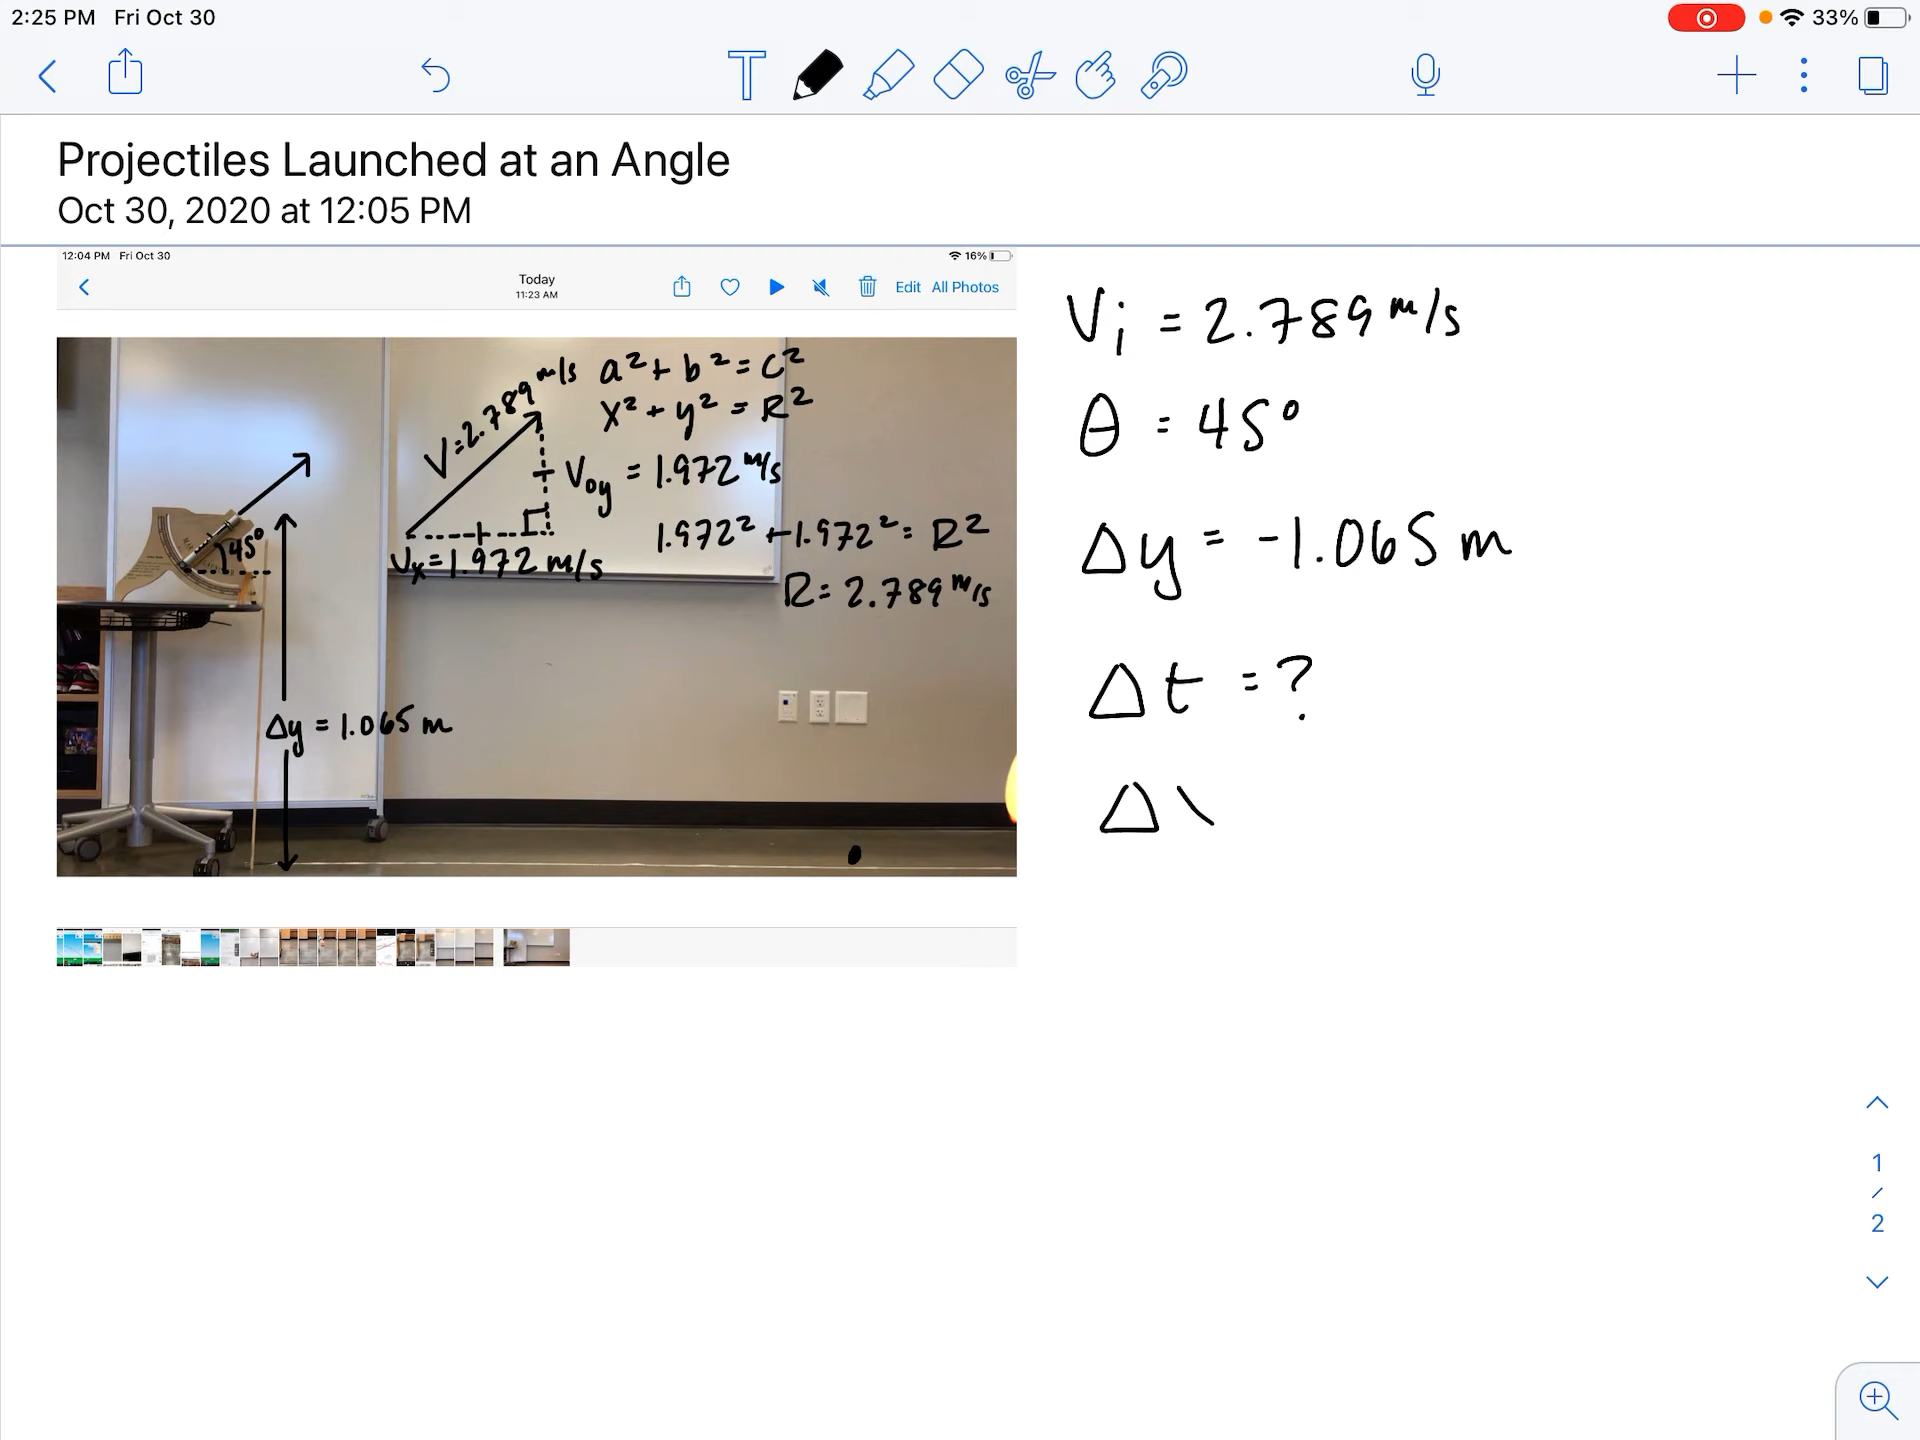 2:25 PM Fri Oct 30
33%
T
Projectiles Launched at an Angle
Oct 30, 2020 at 12:05 PM
12:04 PM Fri Oct 30
16%
Today
11:23 AM
Edit All Photos
V=2.789 m/s
a² + b² = c²
x² + y² = R²
Voy = 1.972 m/s
1.972² + 1.972² = R²
Vx = 1.972 m/s
R = 2.789 m/s
45°
Δy = 1.065 m
Vi = 2.789 m/s
θ = 45°
Δy = -1.065 m
Δt = ?
Δ\
1
/
2